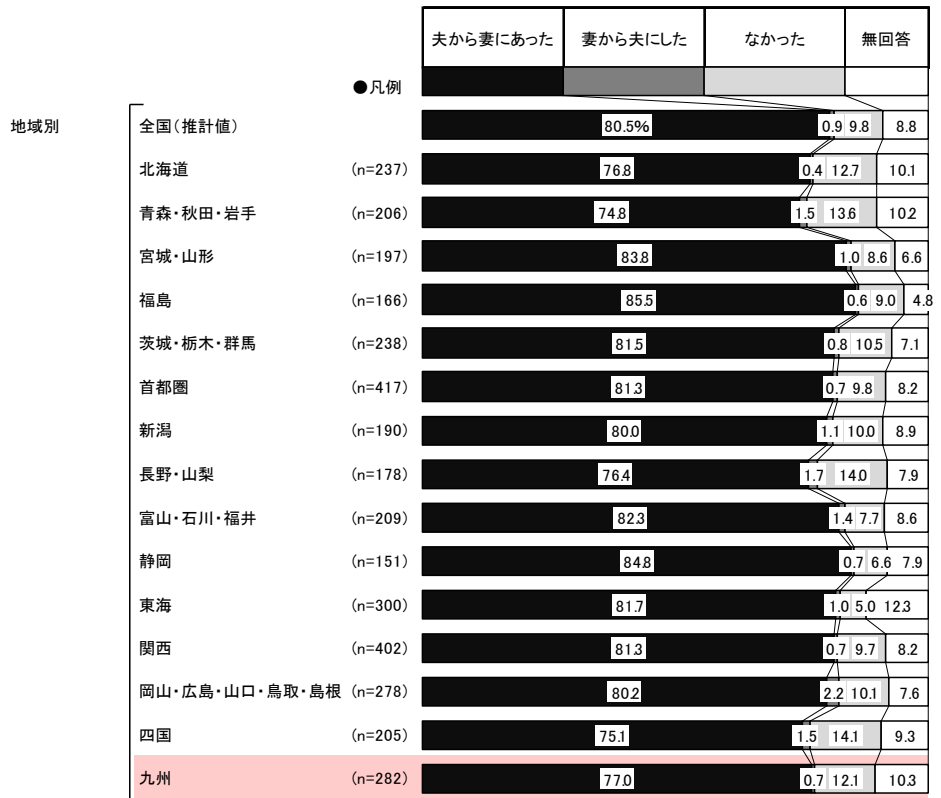 夫から妻にあった 妻から夫にした なかった 無回答
●凡例
地域別 全国(推計値) 80.5% 0.9 9.8 8.8
北海道 (n=237) 76.8 0.4 12.7 10.1
青森・秋田・岩手 (n=206) 74.8 1.5 13.6 10.2
宮城・山形 (n=197) 83.8 1.0 8.6 6.6
福島 (n=166) 85.5 0.6 9.0 4.8
茨城・栃木・群馬 (n=238) 81.5 0.8 10.5 7.1
首都圏 (n=417) 81.3 0.7 9.8 8.2
新潟 (n=190) 80.0 1.1 10.0 8.9
長野・山梨 (n=178) 76.4 1.7 14.0 7.9
富山・石川・福井 (n=209) 82.3 1.4 7.7 8.6
静岡 (n=151) 84.8 0.7 6.6 7.9
東海 (n=300) 81.7 1.0 5.0 12.3
関西 (n=402) 81.3 0.7 9.7 8.2
岡山・広島・山口・鳥取・島根 (n=278) 80.2 2.2 10.1 7.6
四国 (n=205) 75.1 1.5 14.1 9.3
九州 (n=282) 77.0 0.7 12.1 10.3